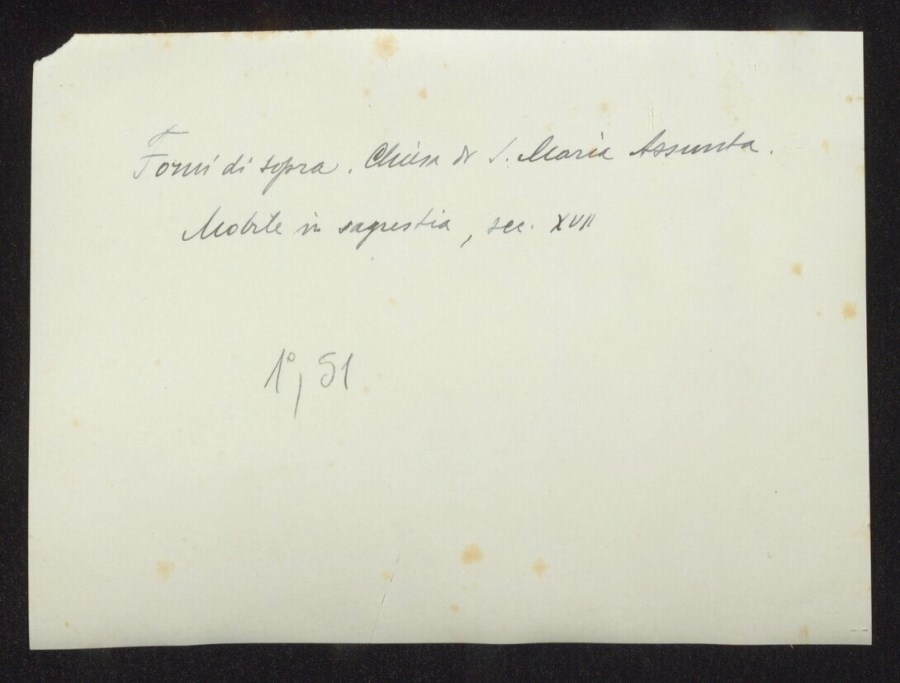 Forni di sopra. Chiesa di S. Maria Assunta.
Mobile in sagrestia, sec. XVII
1°, 51